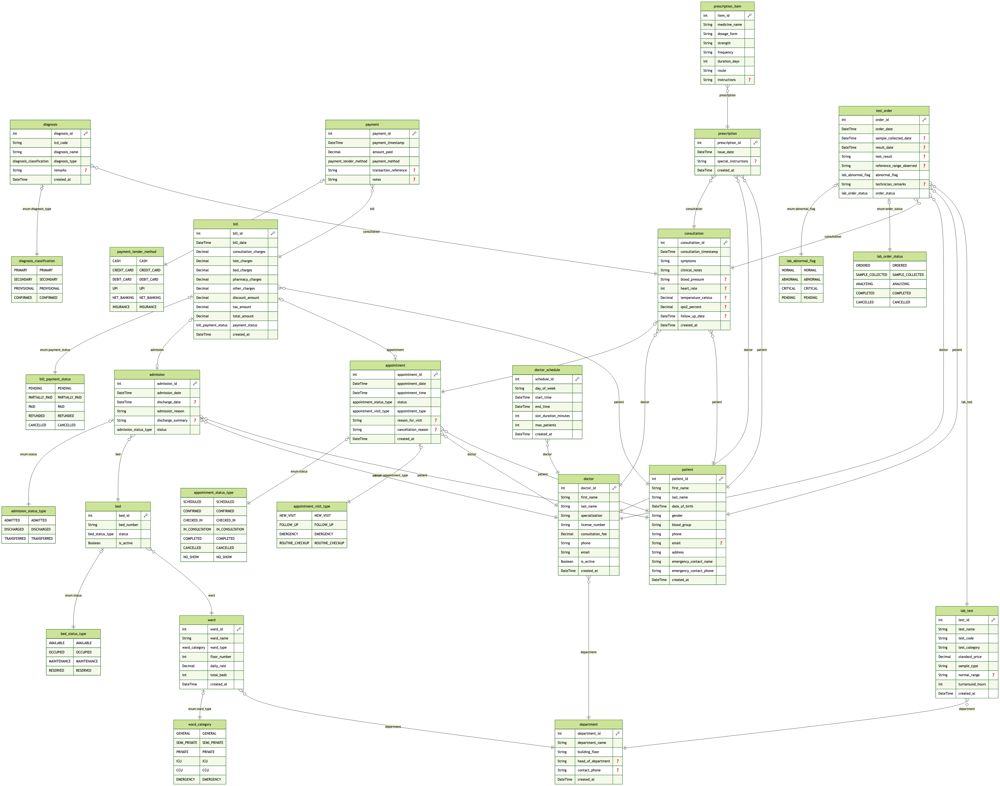 prescription_item
Int item_id
String medicine_name
String dosage_form
String strength
String frequency
Int duration_days
String route
String instructions ?
prescription
test_order
Int order_id
DateTime order_date
DateTime sample_collected_date ?
DateTime result_date ?
String test_result ?
String reference_range_observed ?
lab_abnormal_flag abnormal_flag
String technician_remarks ?
lab_order_status order_status
diagnosis
Int diagnosis_id
String icd_code
String diagnosis_name
diagnosis_classification diagnosis_type
String remarks ?
DateTime created_at
payment
Int payment_id
DateTime payment_timestamp
Decimal amount_paid
payment_tender_method payment_method
String transaction_reference ?
String notes ?
prescription
Int prescription_id
DateTime issue_date
String special_instructions ?
DateTime created_at
enum:diagnosis_type
bill
consultation
consultation
enum:abnormal_flag
enum:order_status
consultation
bill
Int bill_id
DateTime bill_date
Decimal consultation_charges
Decimal test_charges
Decimal bed_charges
Decimal pharmacy_charges
Decimal other_charges
Decimal discount_amount
Decimal tax_amount
Decimal total_amount
bill_payment_status payment_status
DateTime created_at
consultation
Int consultation_id
DateTime consultation_timestamp
String symptoms
String clinical_notes
String blood_pressure ?
Int heart_rate ?
Decimal temperature_celsius ?
Decimal spo2_percent ?
DateTime follow_up_date ?
DateTime created_at
payment_tender_method
CASH CASH
CREDIT_CARD CREDIT_CARD
DEBIT_CARD DEBIT_CARD
UPI UPI
NET_BANKING NET_BANKING
INSURANCE INSURANCE
diagnosis_classification
PRIMARY PRIMARY
SECONDARY SECONDARY
PROVISIONAL PROVISIONAL
CONFIRMED CONFIRMED
lab_abnormal_flag
NORMAL NORMAL
ABNORMAL ABNORMAL
CRITICAL CRITICAL
PENDING PENDING
lab_order_status
ORDERED ORDERED
SAMPLE_COLLECTED SAMPLE_COLLECTED
ANALYZING ANALYZING
COMPLETED COMPLETED
CANCELLED CANCELLED
enum:payment_status
admission
appointment
doctor
patient
doctor
patient
bill_payment_status
PENDING PENDING
PARTIALLY_PAID PARTIALLY_PAID
PAID PAID
REFUNDED REFUNDED
CANCELLED CANCELLED
admission
Int admission_id
DateTime admission_date
DateTime discharge_date ?
String admission_reason
String discharge_summary ?
admission_status_type status
appointment
Int appointment_id
DateTime appointment_date
DateTime appointment_time
appointment_status_type status
appointment_visit_type appointment_type
String reason_for_visit ?
String cancellation_reason ?
DateTime created_at
doctor_schedule
Int schedule_id
String day_of_week
DateTime start_time
DateTime end_time
Int slot_duration_minutes
Int max_patients
DateTime created_at
patient
doctor
patient
lab_test
enum:status
bed
doctor
doctor
enum:status
enum:appointment_type
patient
patient
doctor
Int doctor_id
String first_name
String last_name
String specialization
String license_number
Decimal consultation_fee
String phone
String email
Boolean is_active
DateTime created_at
patient
Int patient_id
String first_name
String last_name
DateTime date_of_birth
String gender
String blood_group
String phone
String email ?
String address
String emergency_contact_name
String emergency_contact_phone
DateTime created_at
admission_status_type
ADMITTED ADMITTED
DISCHARGED DISCHARGED
TRANSFERRED TRANSFERRED
bed
Int bed_id
String bed_number
bed_status_type status
Boolean is_active
appointment_status_type
SCHEDULED SCHEDULED
CONFIRMED CONFIRMED
CHECKED_IN CHECKED_IN
IN_CONSULTATION IN_CONSULTATION
COMPLETED COMPLETED
CANCELLED CANCELLED
NO_SHOW NO_SHOW
appointment_visit_type
NEW_VISIT NEW_VISIT
FOLLOW_UP FOLLOW_UP
EMERGENCY EMERGENCY
ROUTINE_CHECKUP ROUTINE_CHECKUP
enum:status
ward
bed_status_type
AVAILABLE AVAILABLE
OCCUPIED OCCUPIED
MAINTENANCE MAINTENANCE
RESERVED RESERVED
ward
Int ward_id
String ward_name
ward_category ward_type
Int floor_number
Decimal daily_rate
Int total_beds
DateTime created_at
department
lab_test
Int test_id
String test_name
String test_code
String test_category
Decimal standard_price
String sample_type
String normal_range ?
Int turnaround_hours
DateTime created_at
enum:ward_type
department
department
ward_category
GENERAL GENERAL
SEMI_PRIVATE SEMI_PRIVATE
PRIVATE PRIVATE
ICU ICU
CCU CCU
EMERGENCY EMERGENCY
department
Int department_id
String department_name
String building_floor
String head_of_department ?
String contact_phone ?
DateTime created_at